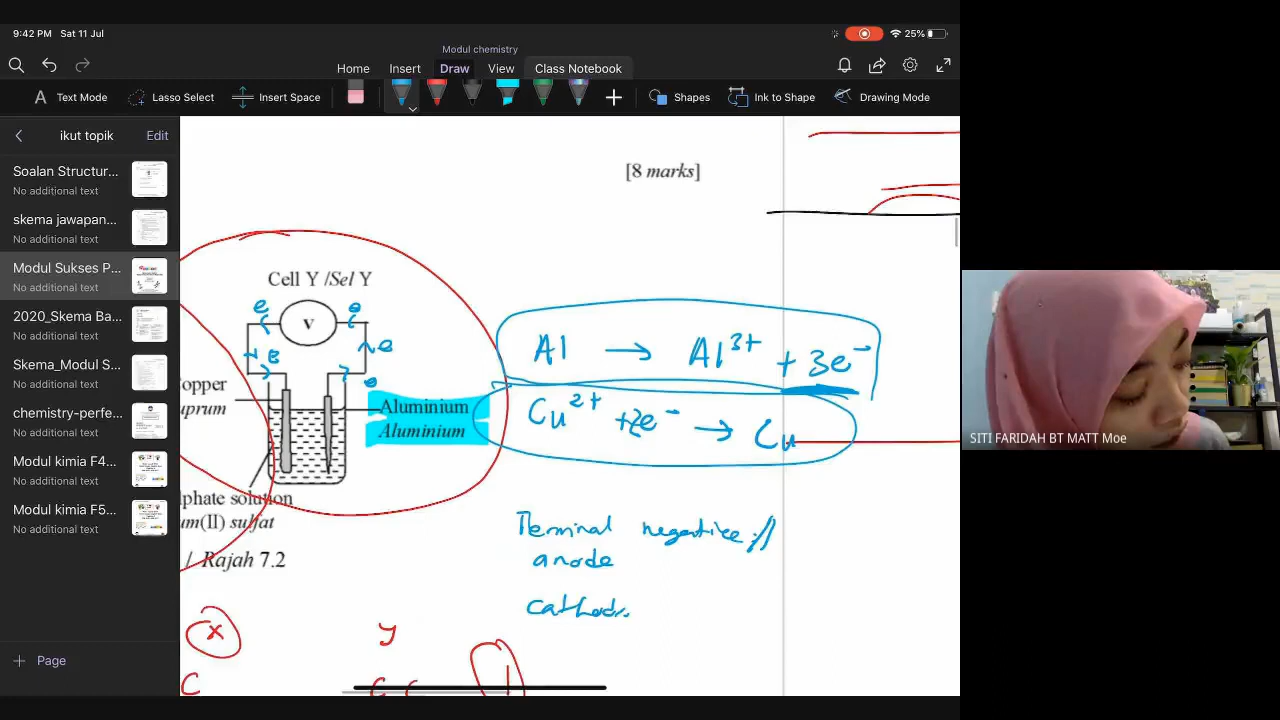 9:42 PM Sat 11 Jul
25%
Modul chemistry
Home Insert Draw View Class Notebook
A Text Mode Lasso Select Insert Space Shapes Ink to Shape Drawing Mode
ikut topik Edit
Soalan Structur...
No additional text
skema jawapan...
No additional text
Modul Sukses P...
No additional text
2020_Skema Ba...
No additional text
Skema_Modul S...
No additional text
chemistry-perfe...
No additional text
Modul kimia F4...
No additional text
Modul kimia F5...
No additional text
Page
[8 marks]
Cell Y /Sel Y
e e
V
e e
e
opper
uprum
Aluminium
Aluminium
lphate solution
um(II) sulfat
/ Rajah 7.2
Al → Al³⁺ + 3e⁻
Cu²⁺ + 2e⁻ → Cu
Terminal negative //
anode
cathode
x y
C
SITI FARIDAH BT MATT Moe